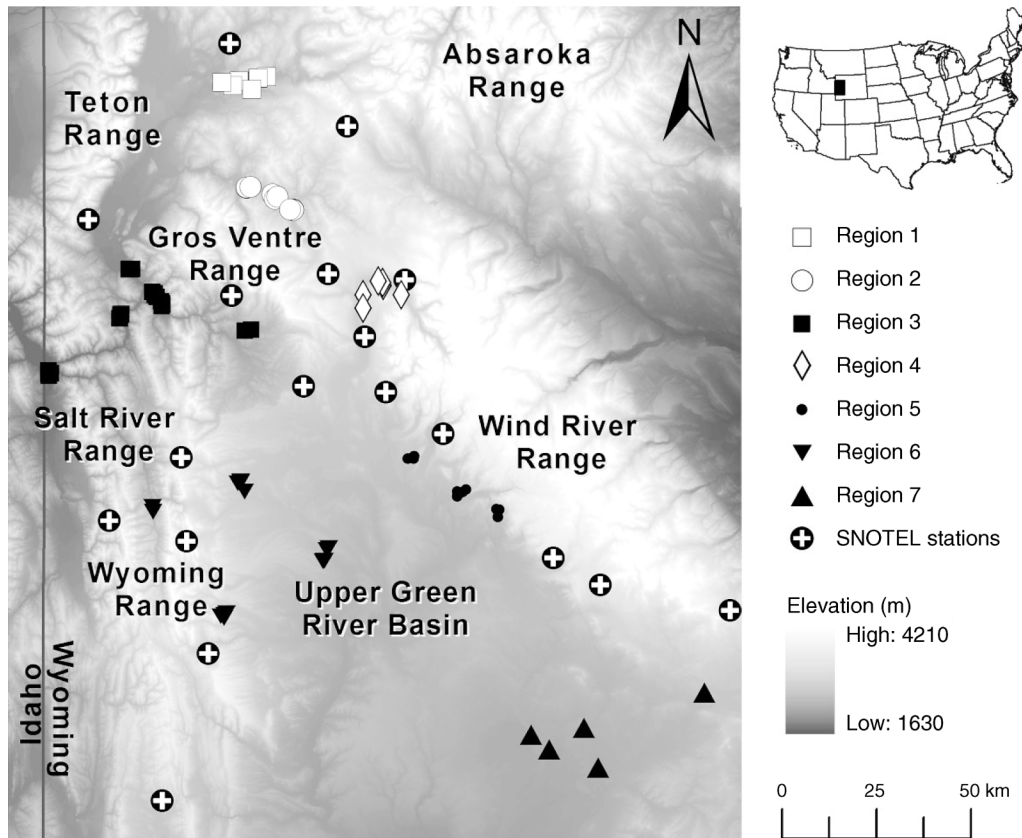 Absaroka
Range
N
Teton
Range
Gros Ventre
Range
Salt River
Range
Wind River
Range
Wyoming
Range
Upper Green
River Basin
Idaho
Wyoming
Region 1
Region 2
Region 3
Region 4
Region 5
Region 6
Region 7
SNOTEL stations
Elevation (m)
High: 4210
Low: 1630
0 25 50 km